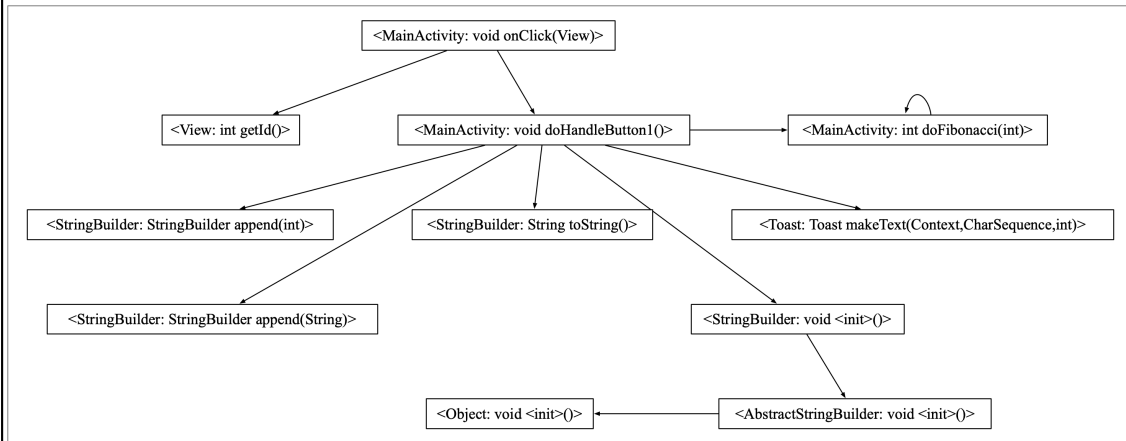 <MainActivity: void onClick(View)>
<View: int getId()>
<MainActivity: void doHandleButton1()>
<MainActivity: int doFibonacci(int)>
<StringBuilder: StringBuilder append(int)>
<StringBuilder: String toString()>
<Toast: Toast makeText(Context,CharSequence,int)>
<StringBuilder: StringBuilder append(String)>
<StringBuilder: void <init>()>
<Object: void <init>()>
<AbstractStringBuilder: void <init>()>